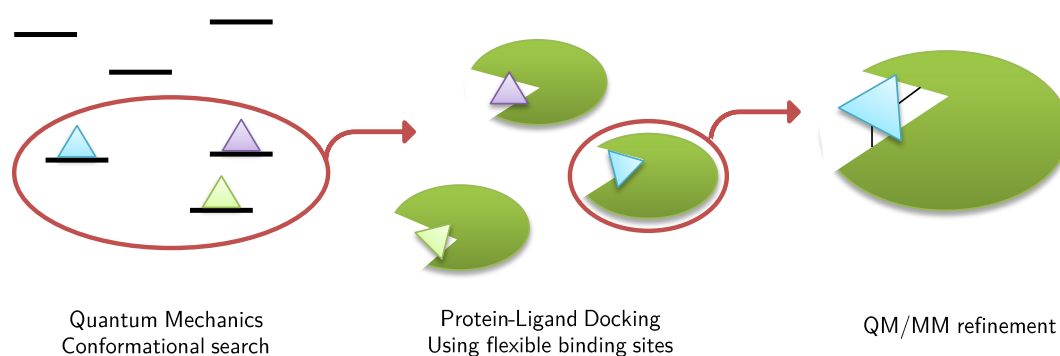 Quantum Mechanics
Conformational search
Protein-Ligand Docking
Using flexible binding sites
QM/MM refinement